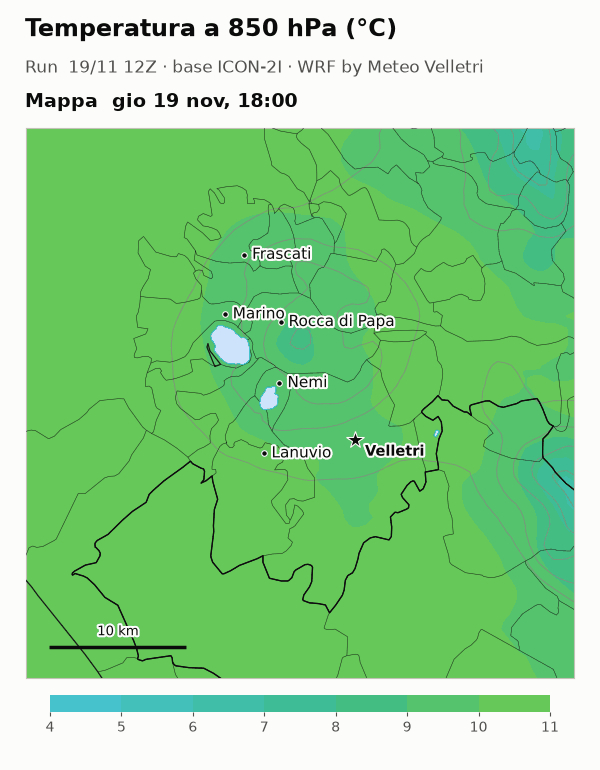 Temperatura a 850 hPa (°C)
Run  19/11 12Z · base ICON-2I · WRF by Meteo Velletri
Mappa  gio 19 nov, 18:00
Frascati
Marino
Rocca di Papa
Nemi
Velletri
Lanuvio
10 km
4 5 6 7 8 9 10 11